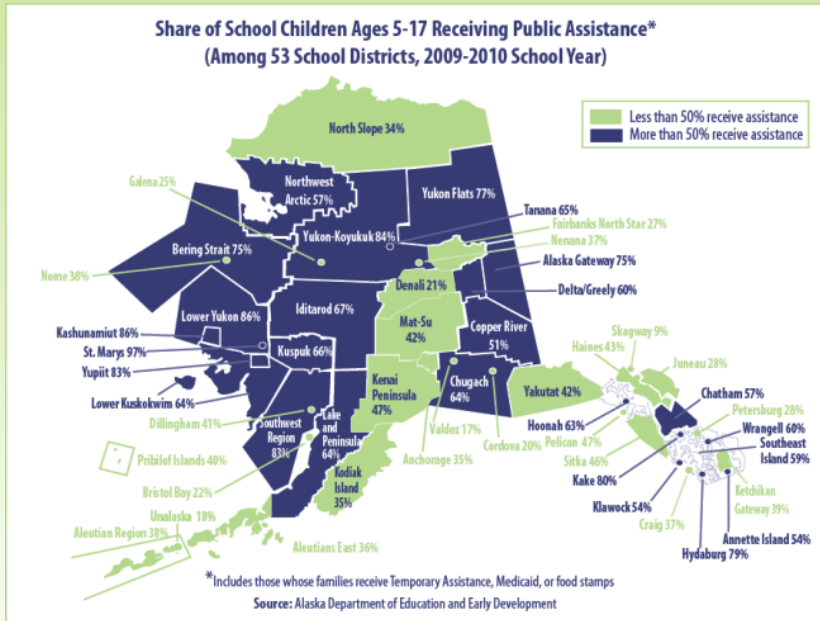 Share of School Children Ages 5-17 Receiving Public Assistance*
(Among 53 School Districts, 2009-2010 School Year)
Less than 50% receive assistance
More than 50% receive assistance
North Slope 34%
Galena 25%
Northwest
Arctic 57%
Yukon Flats 77%
Tanana 65%
Fairbanks North Star 27%
Yukon-Koyukuk 84%
Nenana 37%
Bering Strait 75%
Alaska Gateway 75%
Nome 38%
Denali 21%
Delta/Greely 60%
Lower Yukon 86%
Iditarod 67%
Mat-Su
42%
Copper River
51%
Kashunamiut 86%
St. Marys 97%
Kuspuk 66%
Yupiit 83%
Skagway 9%
Haines 43%
Juneau 28%
Lower Kuskokwim 64%
Kenai
Peninsula
47%
Chugach
64%
Yakutat 42%
Chatham 57%
Dillingham 41%
Southwest
Region
83%
Lake
and
Peninsula
64%
Valdez 17%
Hoonah 63%
Petersburg 28%
Pelican 47%
Wrangell 60%
Cordova 20%
Anchorage 35%
Sitka 46%
Southeast
Island 59%
Pribilof Islands 40%
Kodiak
Island
35%
Kake 80%
Bristol Bay 22%
Klawock 54%
Ketchikan
Gateway 39%
Unalaska 18%
Craig 37%
Aleutian Region 38%
Annette Island 54%
Aleutians East 36%
Hydaburg 79%
*Includes those whose families receive Temporary Assistance, Medicaid, or food stamps
Source: Alaska Department of Education and Early Development